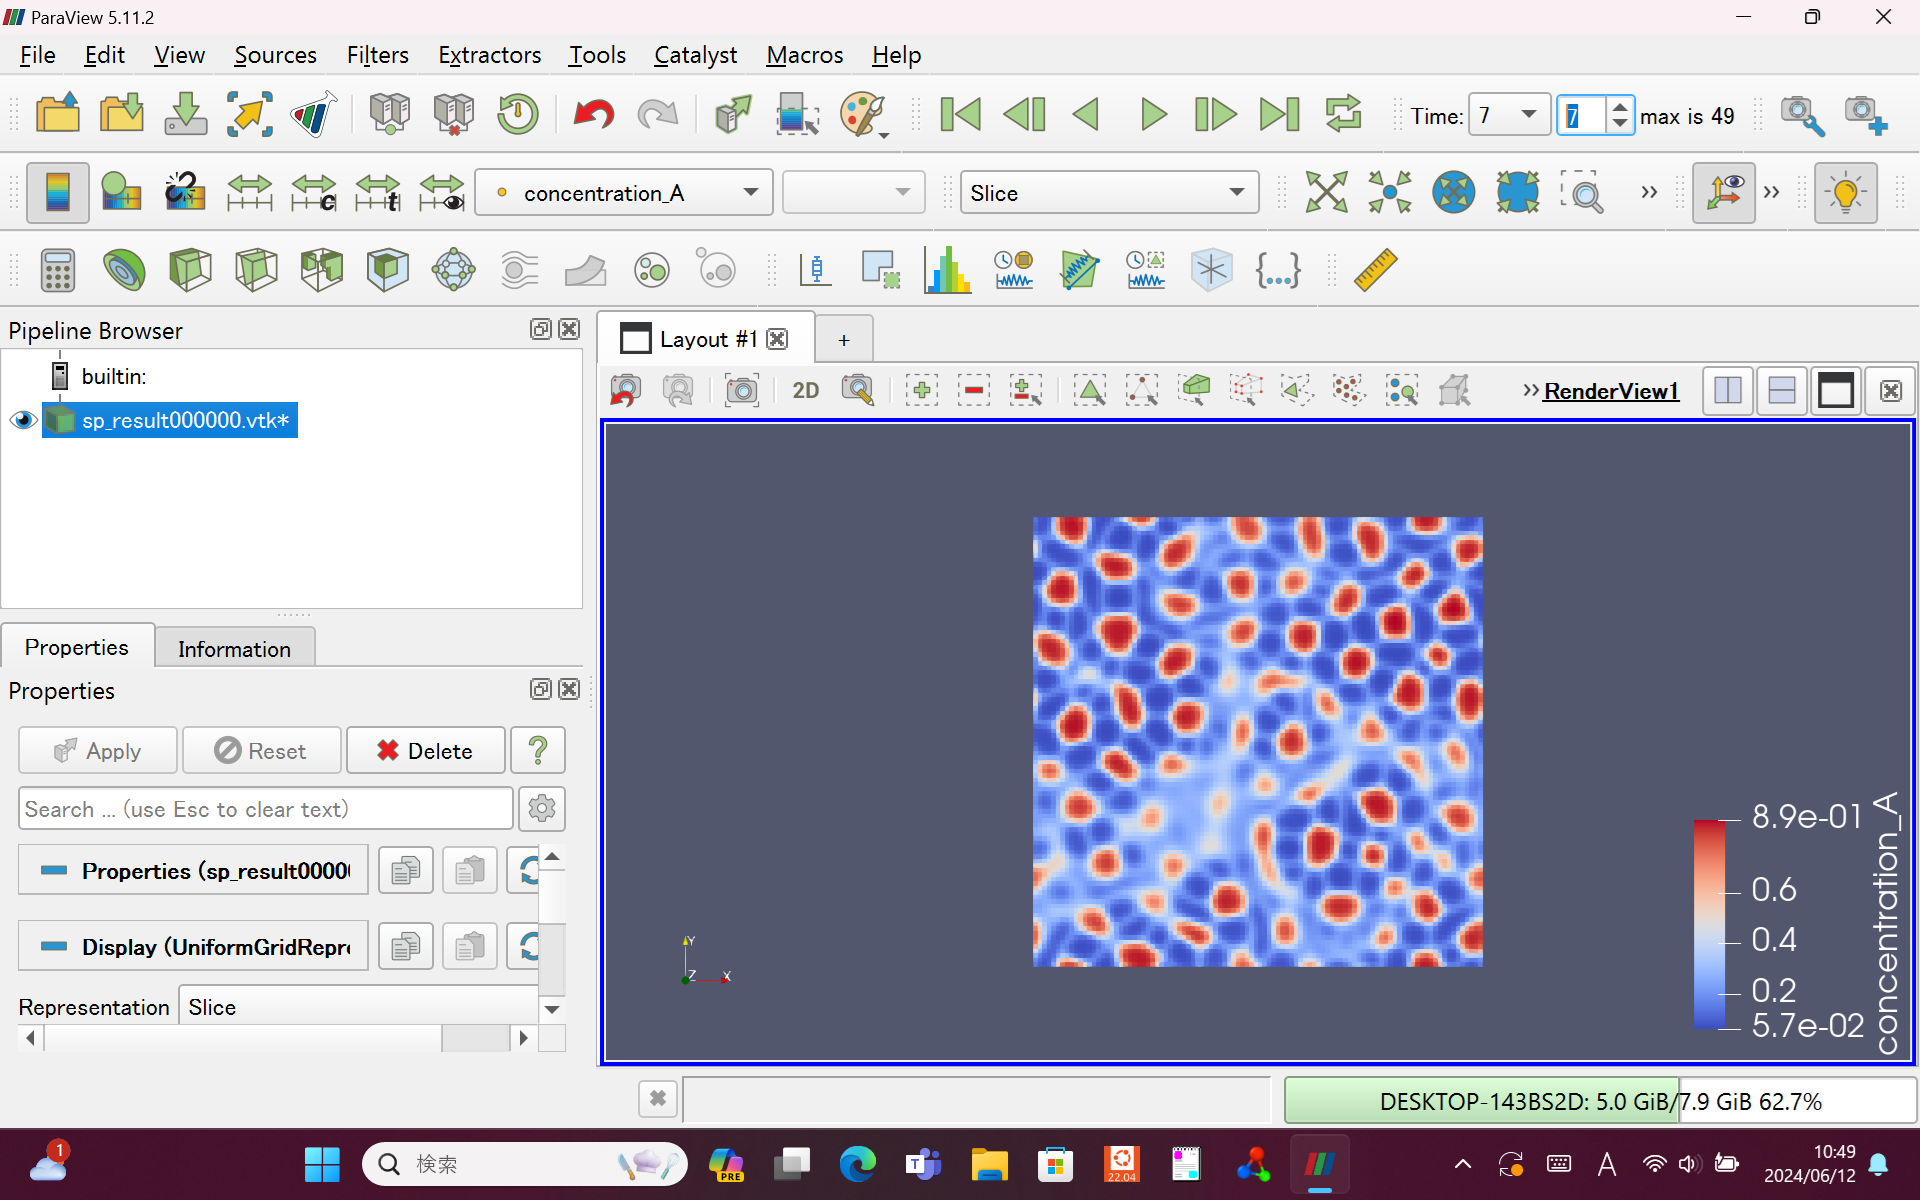 ParaView 5.11.2
File Edit View Sources Filters Extractors Tools Catalyst Macros Help
Time: 7 7 max is 49
concentration_A Slice
Pipeline Browser
Layout #1 +
builtin:
2D RenderView1
sp_result000000.vtk*
Properties Information
Properties
Apply Reset Delete ?
Search ... (use Esc to clear text)
Properties (sp_result0000
Display (UniformGridRepre
Representation Slice
Y
Z X
8.9e-01
0.6
0.4
0.2
5.7e-02
concentration_A
DESKTOP-143BS2D: 5.0 GiB/7.9 GiB 62.7%
1
検索
PRE
22.04
A
10:49
2024/06/12